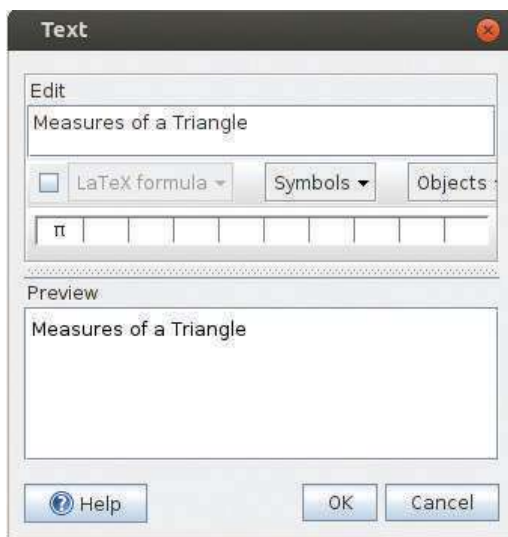 Text
Edit
Measures of a Triangle
LaTeX formula Symbols Objects
π
Preview
Measures of a Triangle
Help OK Cancel